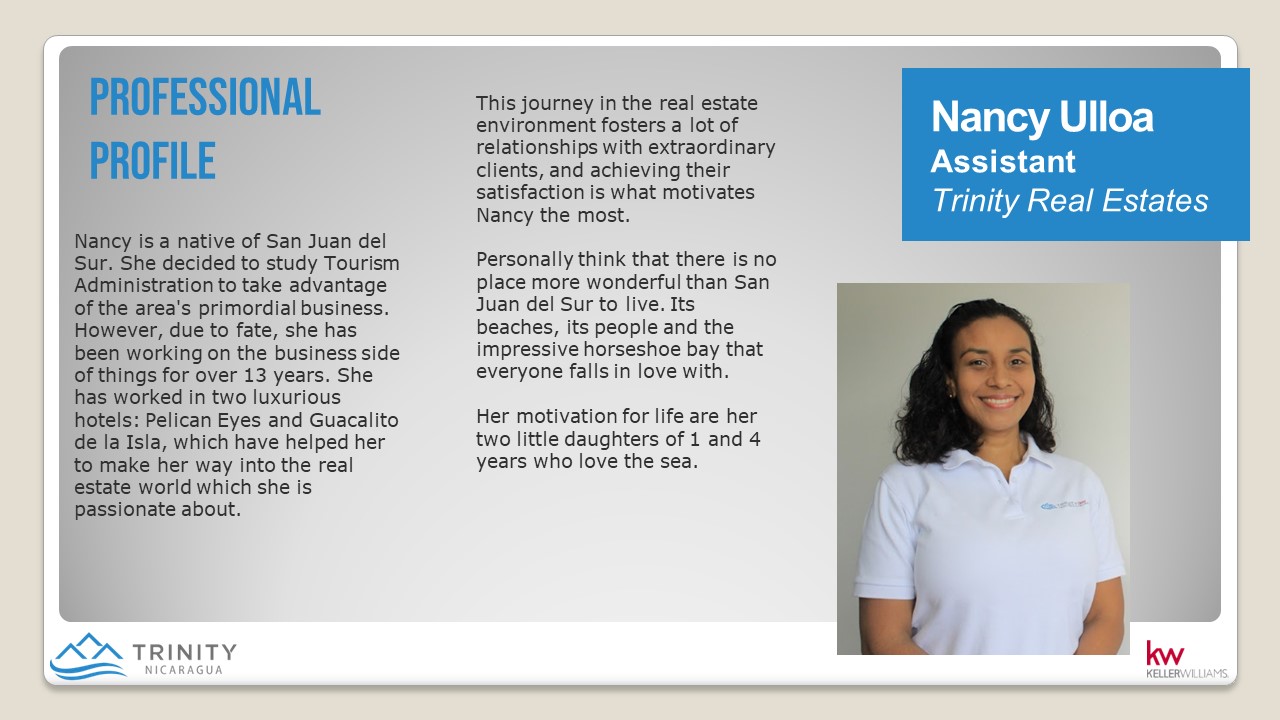 PROFESSIONAL
PROFILE
Nancy is a native of San Juan del
Sur. She decided to study Tourism
Administration to take advantage
of the area's primordial business.
However, due to fate, she has
been working on the business side
of things for over 13 years. She
has worked in two luxurious
hotels: Pelican Eyes and Guacalito
de la Isla, which have helped her
to make her way into the real
estate world which she is
passionate about.
This journey in the real estate
environment fosters a lot of
relationships with extraordinary
clients, and achieving their
satisfaction is what motivates
Nancy the most.
Personally think that there is no
place more wonderful than San
Juan del Sur to live. Its
beaches, its people and the
impressive horseshoe bay that
everyone falls in love with.
Her motivation for life are her
two little daughters of 1 and 4
years who love the sea.
Nancy Ulloa
Assistant
Trinity Real Estates
TRINITY
NICARAGUA
kw
KELLERWILLIAMS.